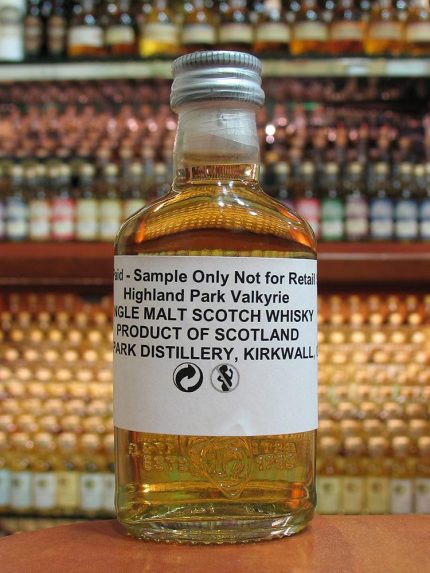 aid - Sample Only Not for Retail
Highland Park Valkyrie
NGLE MALT SCOTCH WHISKY
PRODUCT OF SCOTLAND
PARK DISTILLERY, KIRKWALL,